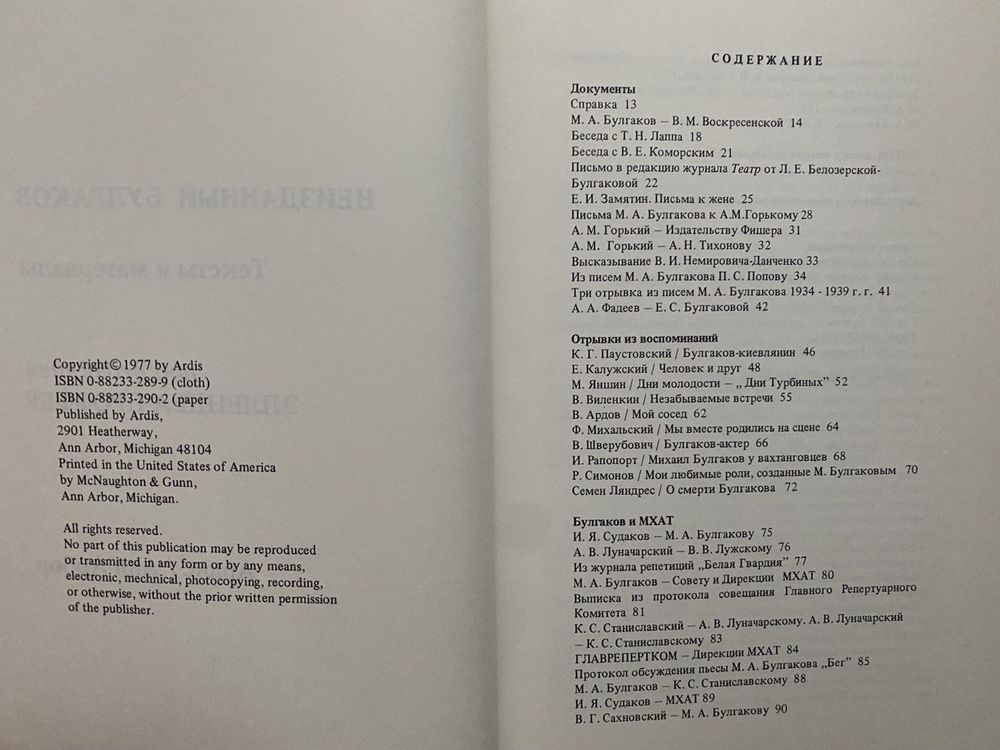 НЕИЗДАННЫЙ БУЛГАКОВ
Тексты и материалы
Copyright © 1977 by Ardis
ISBN 0-88233-289-9 (cloth)
ISBN 0-88233-290-2 (paper
Published by Ardis,
2901 Heatherway,
Ann Arbor, Michigan 48104
Printed in the United States of America
by McNaughton & Gunn,
Ann Arbor, Michigan.
All rights reserved.
No part of this publication may be reproduced
or transmitted in any form or by any means,
electronic, mechnical, photocopying, recording,
or otherwise, without the prior written permission
of the publisher.
СОДЕРЖАНИЕ
Документы
Справка 13
М. А. Булгаков – В. М. Воскресенской 14
Беседа с Т. Н. Лаппа 18
Беседа с В. Е. Коморским 21
Письмо в редакцию журнала Театр от Л. Е. Белозерской-
Булгаковой 22
Е. И. Замятин. Письма к жене 25
Письма М. А. Булгакова к А.М.Горькому 28
А. М. Горький – Издательству Фишера 31
А. М. Горький – А. Н. Тихонову 32
Высказывание В. И. Немировича-Данченко 33
Из писем М. А. Булгакова П. С. Попову 34
Три отрывка из писем М. А. Булгакова 1934 - 1939 г. г. 41
А. А. Фадеев – Е. С. Булгаковой 42
Отрывки из воспоминаний
К. Г. Паустовский / Булгаков-киевлянин 46
Е. Калужский / Человек и друг 48
М. Яншин / Дни молодости – „Дни Турбиных” 52
В. Виленкин / Незабываемые встречи 55
В. Ардов / Мой сосед 62
Ф. Михальский / Мы вместе родились на сцене 64
В. Шверубович / Булгаков-актер 66
И. Рапопорт / Михаил Булгаков у вахтанговцев 68
Р. Симонов / Мои любимые роли, созданные М. Булгаковым 70
Семен Ляндрес / О смерти Булгакова 72
Булгаков и МХАТ
И. Я. Судаков – М. А. Булгакову 75
А. В. Луначарский – В. В. Лужскому 76
Из журнала репетиций „Белая Гвардия” 77
М. А. Булгаков – Совету и Дирекции МХАТ 80
Выписка из протокола совещания Главного Репертуарного
Комитета 81
К. С. Станиславский – А. В. Луначарскому. А. В. Луначарский
– К. С. Станиславскому 83
ГЛАВРЕПЕРТКОМ – Дирекции МХАТ 84
Протокол обсуждения пьесы М. А. Булгакова „Бег” 85
М. А. Булгаков – К. С. Станиславскому 88
И. Я. Судаков – МХАТ 89
В. Г. Сахновский – М. А. Булгакову 90